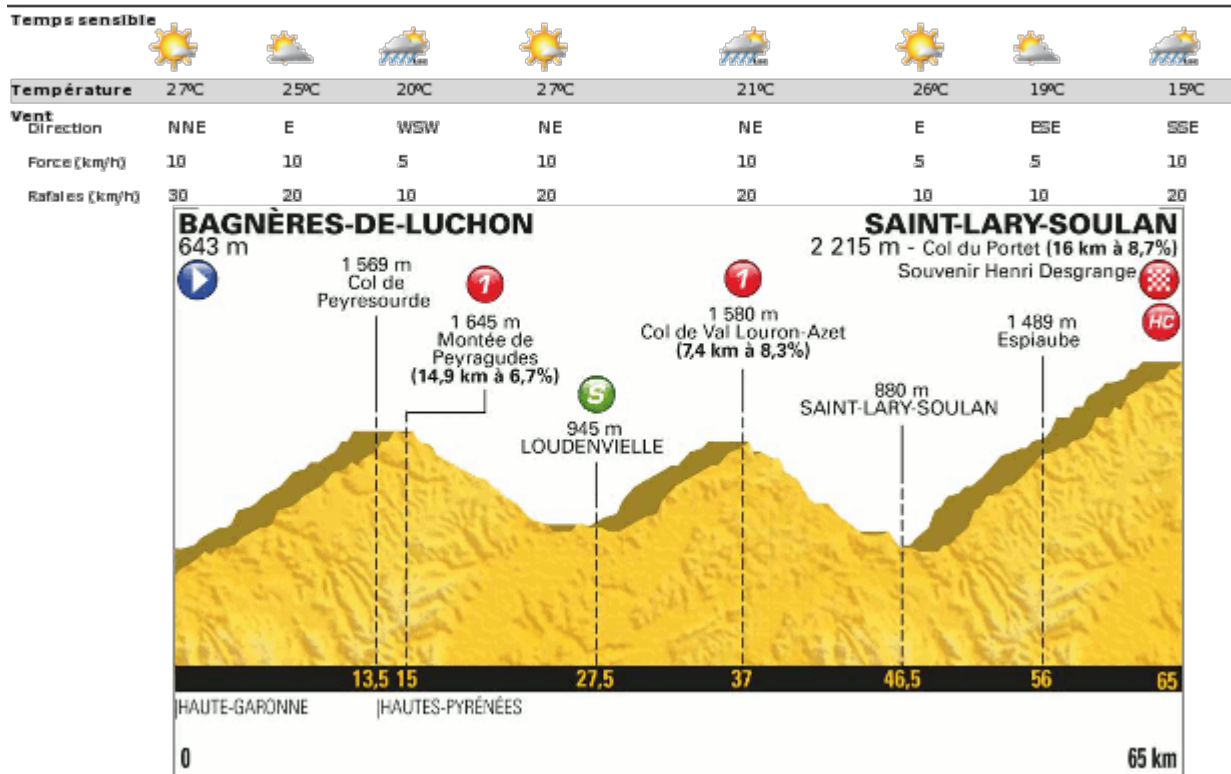 Temps sensible
Température 27ºC 25ºC 20ºC 27ºC 21ºC 26ºC 19ºC 15ºC
Vent
Direction NNE E WSW NE NE E ESE SSE
Force (km/h) 10 10 5 10 10 5 5 10
Rafales (km/h) 30 20 10 20 20 10 10 20
BAGNÈRES-DE-LUCHON
643 m
SAINT-LARY-SOULAN
2 215 m - Col du Portet (16 km à 8,7%)
Souvenir Henri Desgrange
HC
1 569 m
Col de
Peyresourde
1
1 645 m
Montée de
Peyragudes
(14,9 km à 6,7%)
S
945 m
LOUDENVIELLE
1
1 580 m
Col de Val Louron-Azet
(7,4 km à 8,3%)
880 m
SAINT-LARY-SOULAN
1 489 m
Espiaube
13,5 15 27,5 37 46,5 56 65
HAUTE-GARONNE HAUTES-PYRÉNÉES
0 65 km